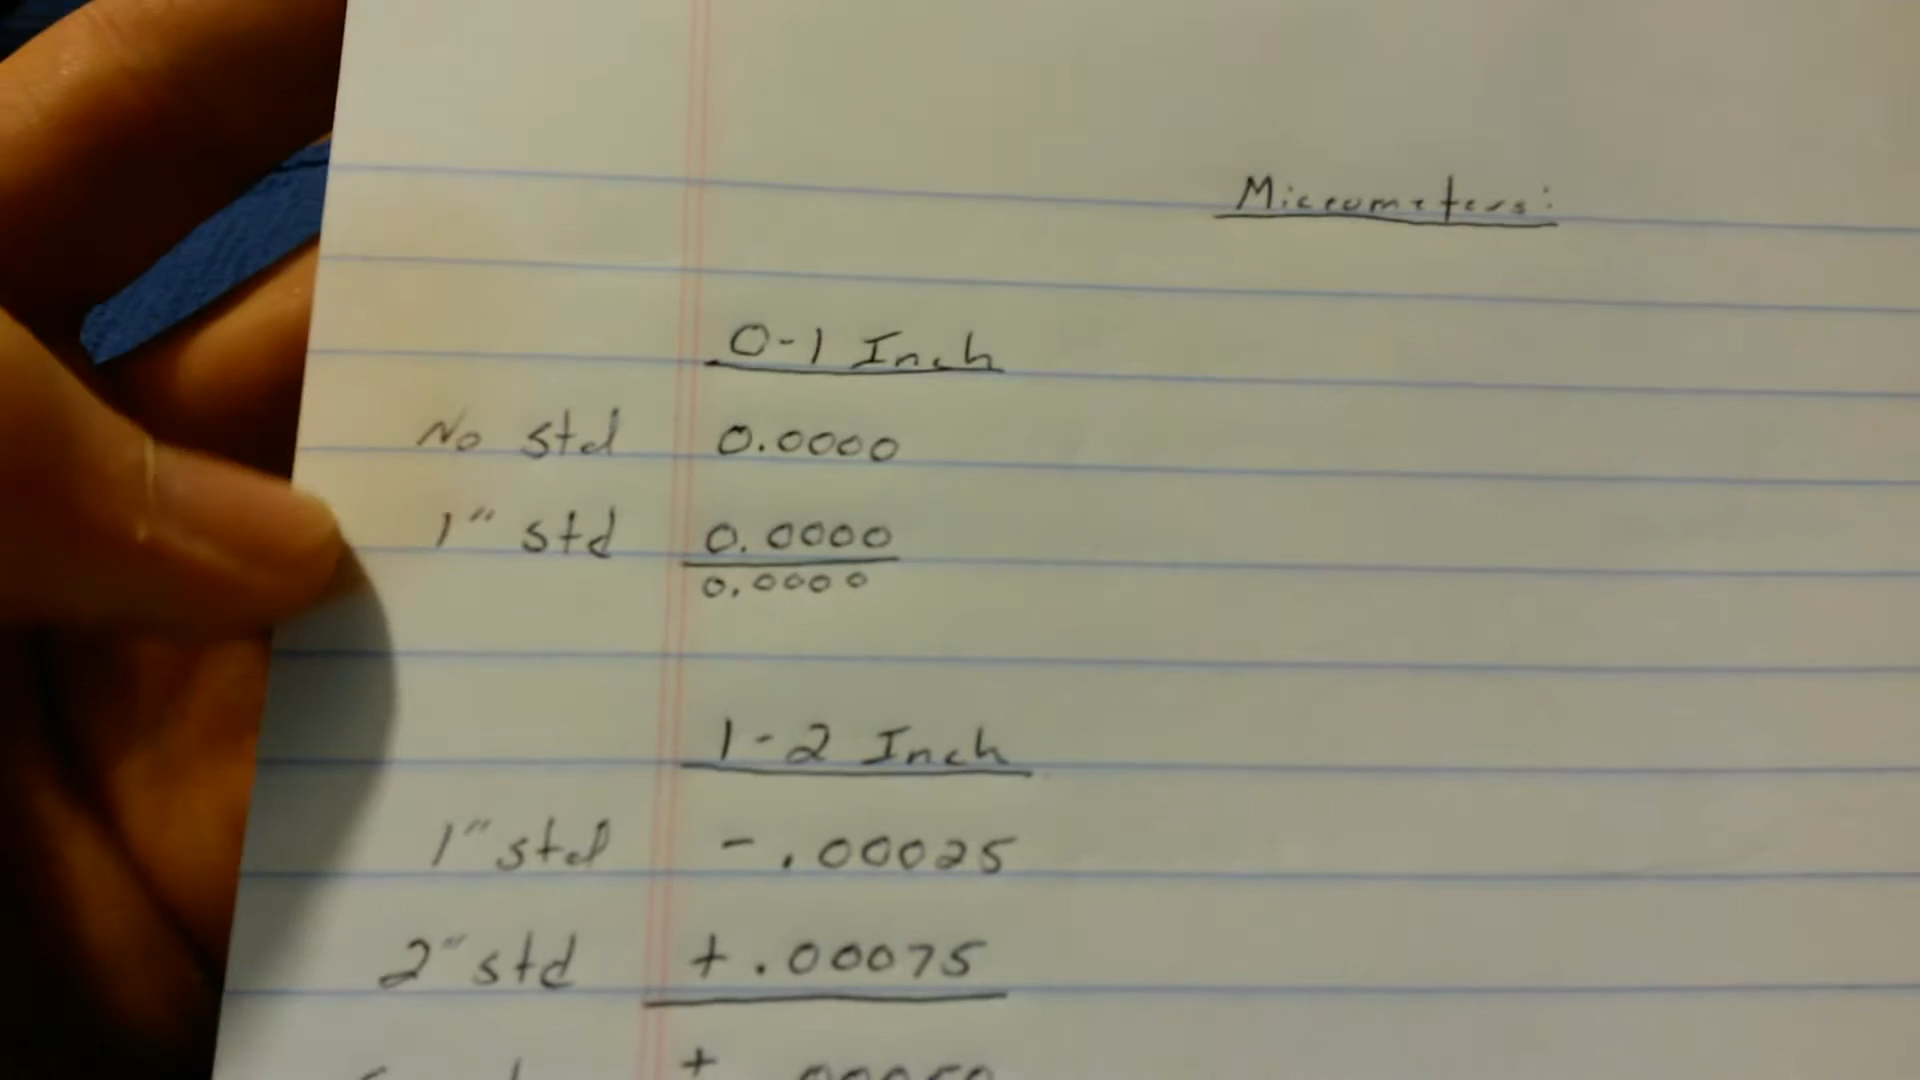 Micrometers:
0-1 Inch
No std 0.0000
1" std 0.0000
0.0000
1-2 Inch
1" std - .00025
2" std + .00075
+